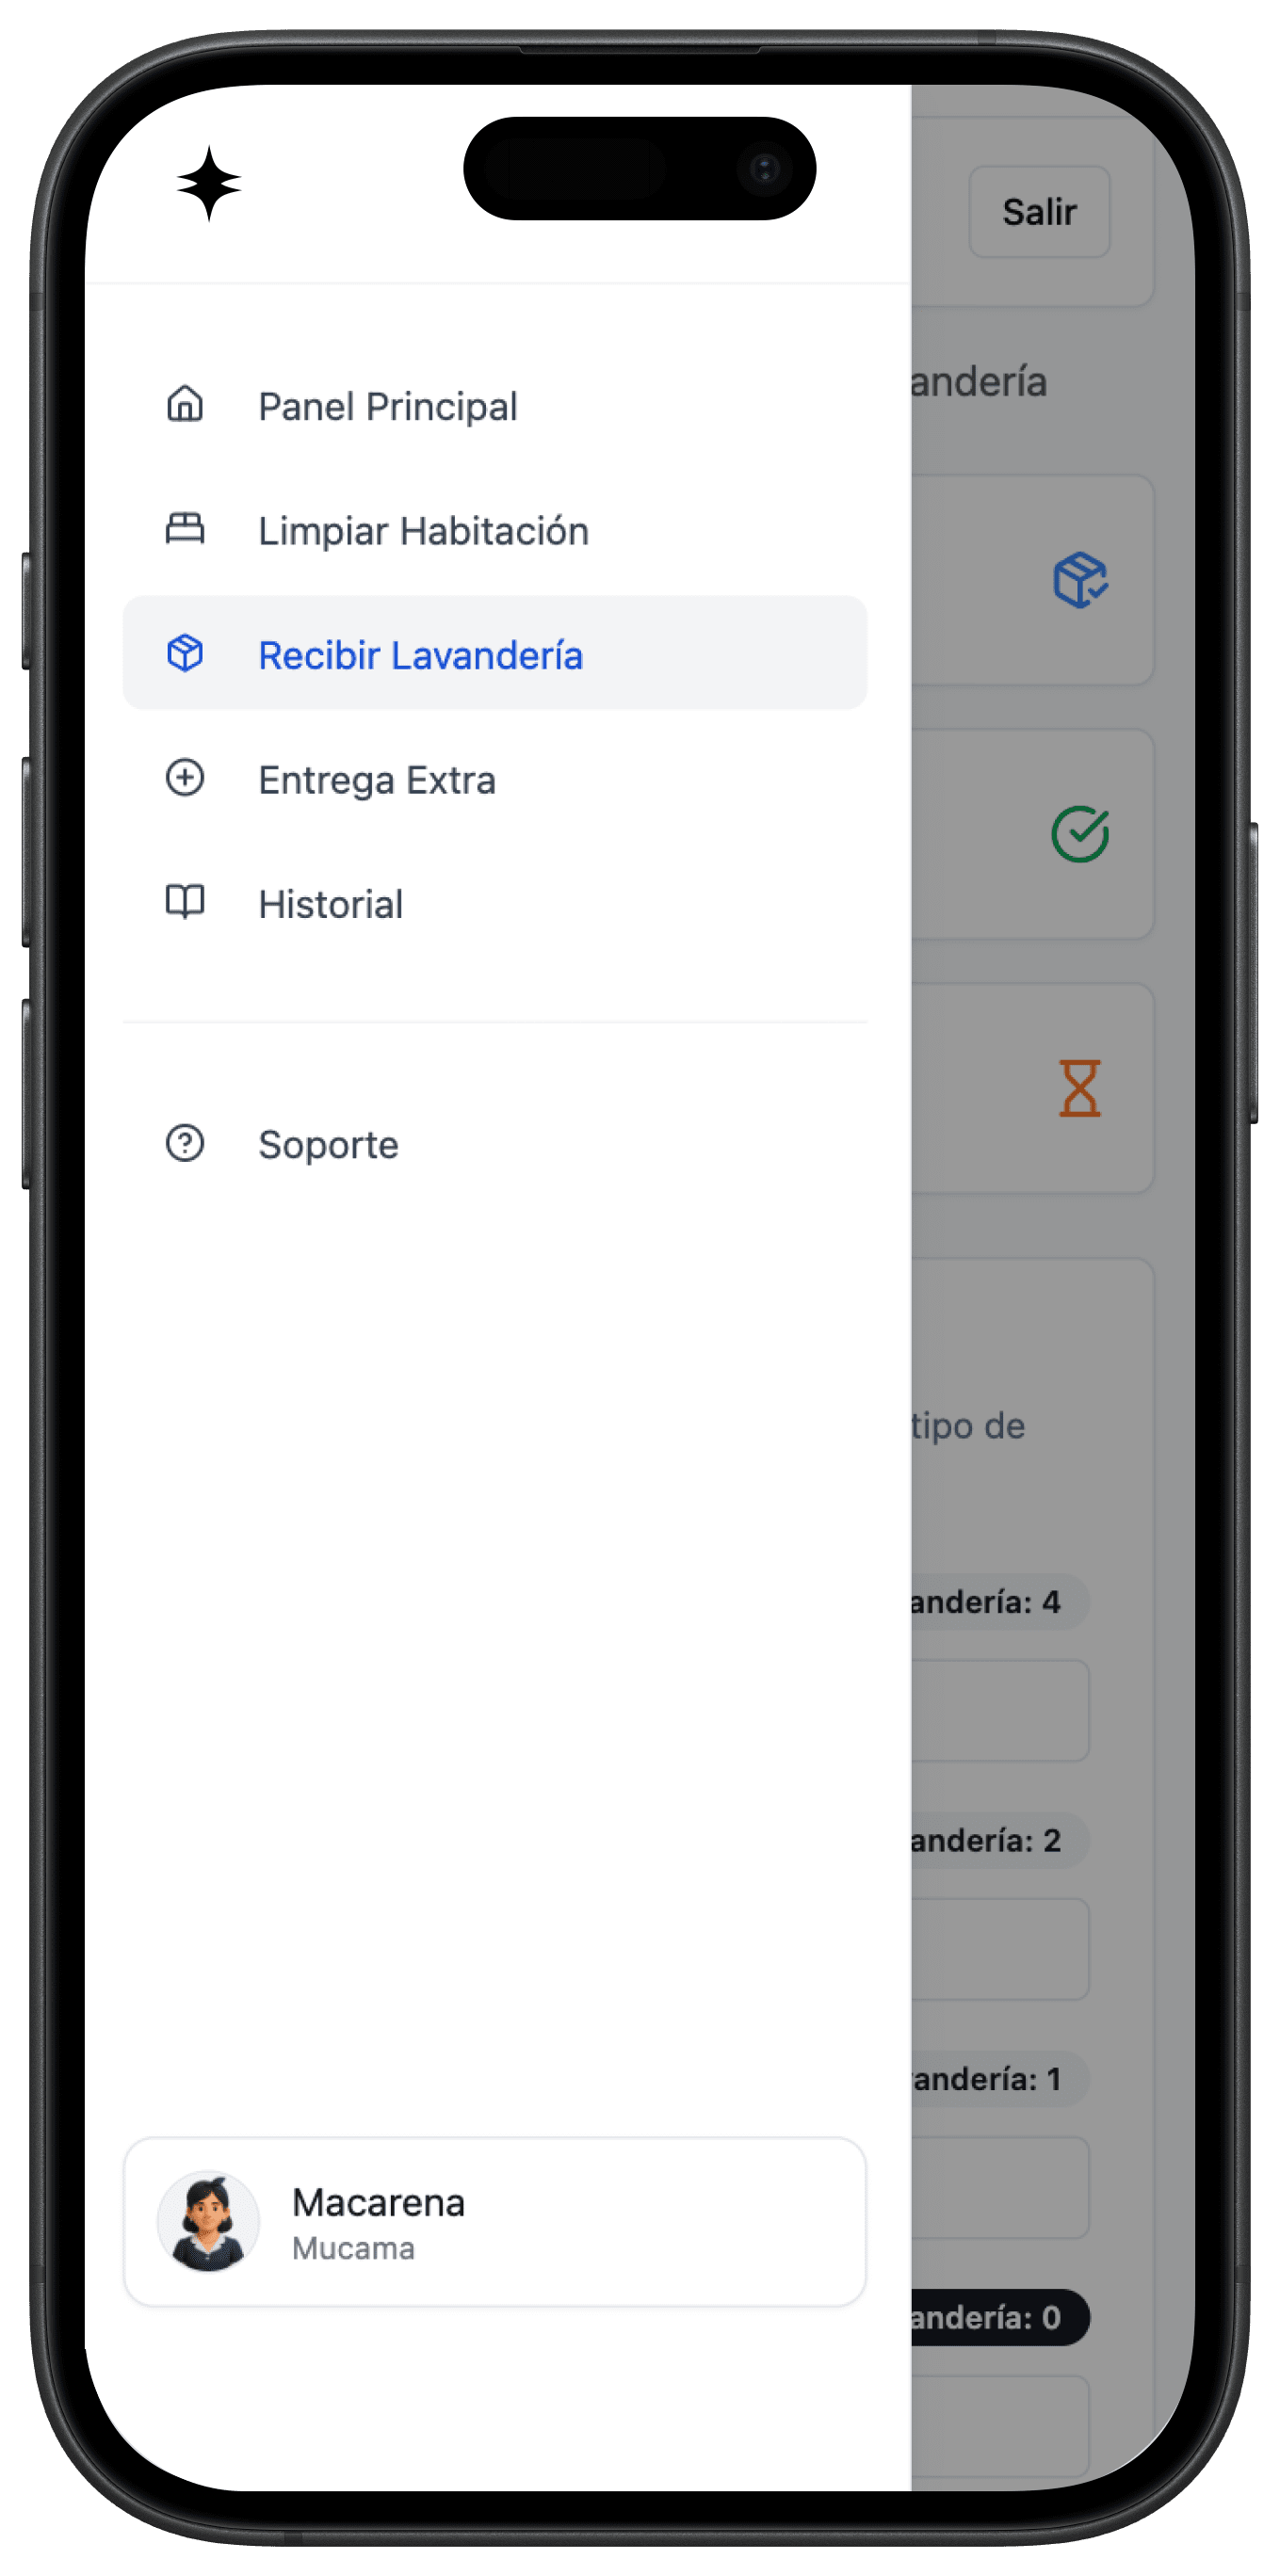 Salir
andería
Panel Principal
Limpiar Habitación
Recibir Lavandería
Entrega Extra
Historial
Soporte
tipo de
andería: 4
andería: 2
andería: 1
Macarena
Mucama
andería: 0